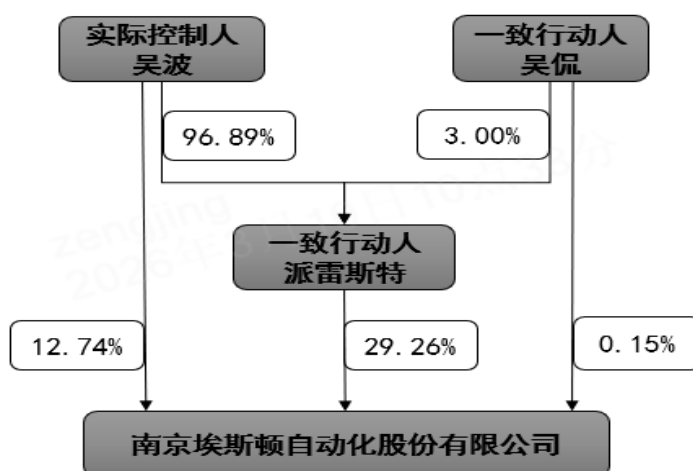 实际控制人
吴波
一致行动人
吴侃
96.89%
3.00%
一致行动人
派雷斯特
12.74%
29.26%
0.15%
南京埃斯顿自动化股份有限公司
zengjing